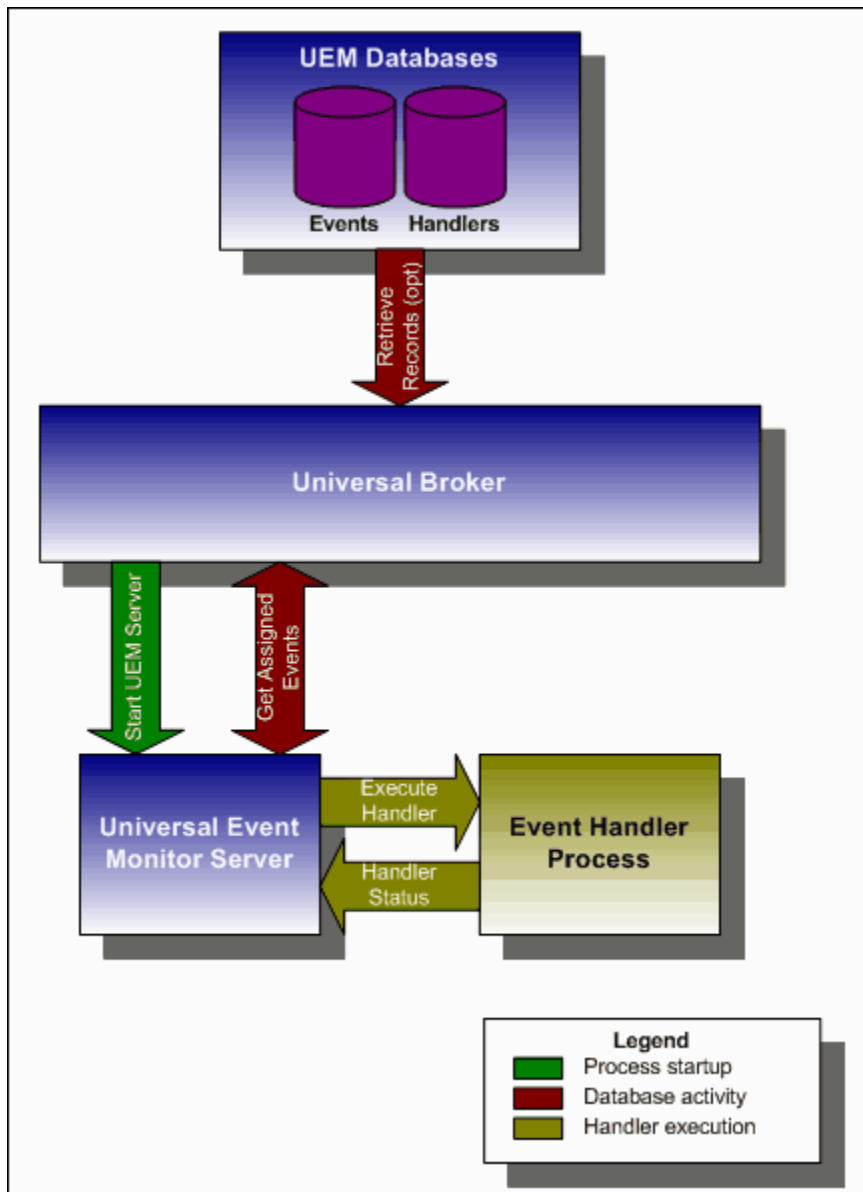 UEM Databases
Events
Handlers
Retrieve
Records (opt)
Universal Broker
Start UEM Server
Get Assigned
Events
Universal Event
Monitor Server
Execute
Handler
Handler
Status
Event Handler
Process
Legend
Process startup
Database activity
Handler execution